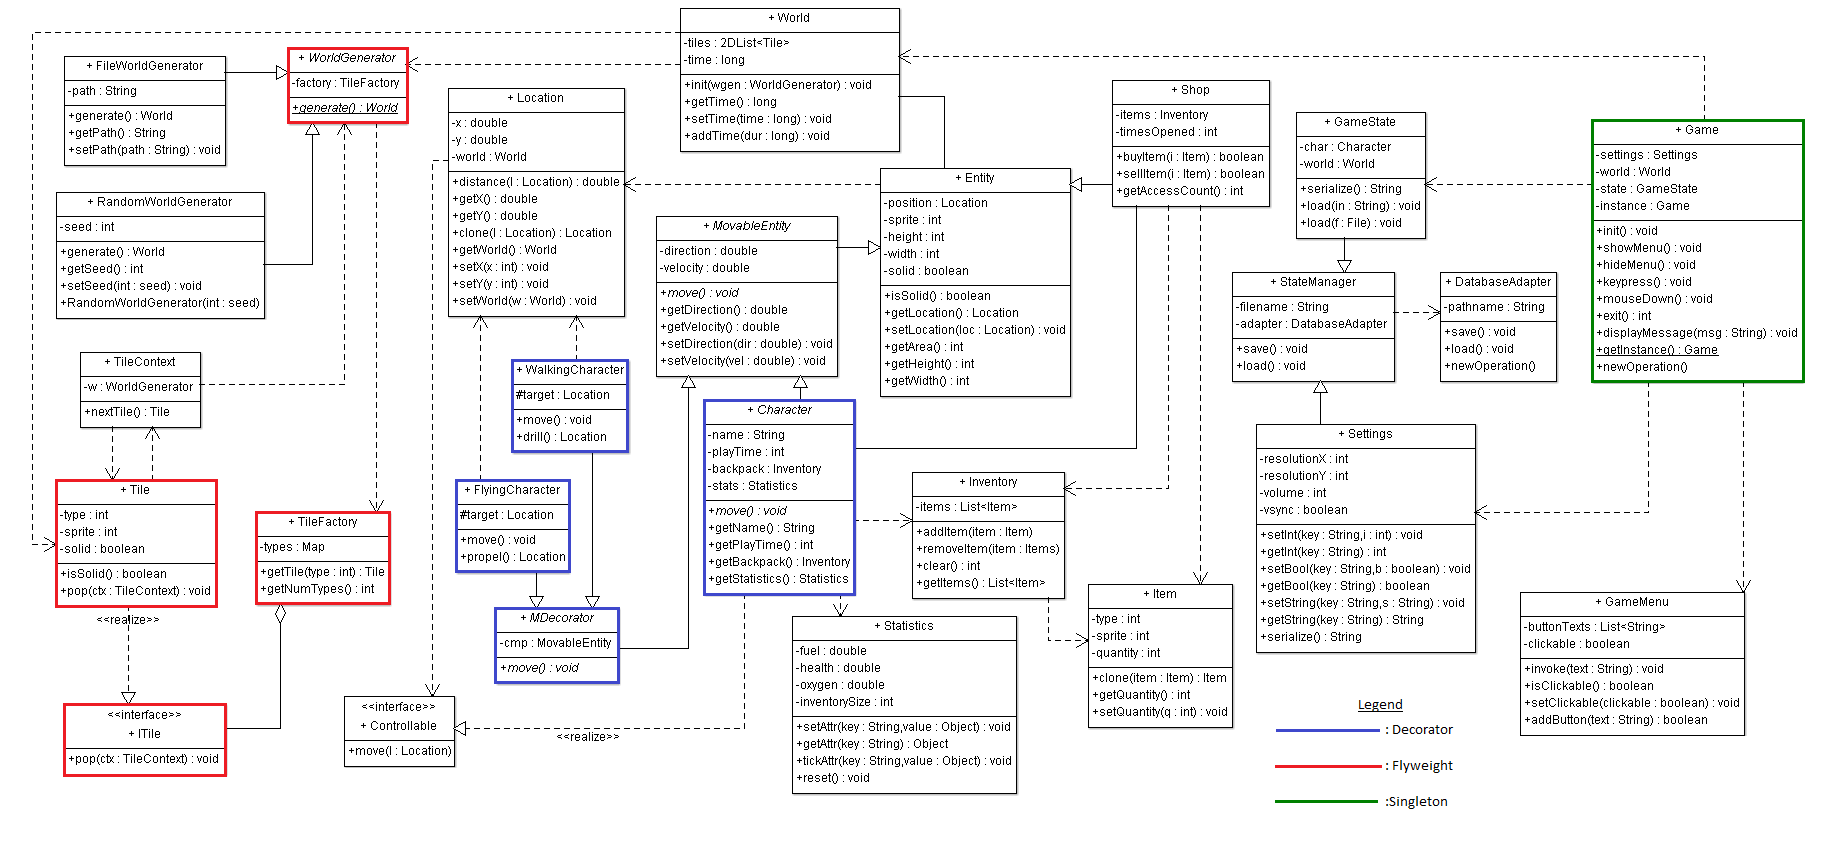 + World
-tiles : 2DList<Tile>
-time : long
+init(wgen : WorldGenerator) : void
+getTime() : long
+setTime(time : long) : void
+addTime(dur : long) : void
+ FileWorldGenerator
-path : String
+generate() : World
+getPath() : String
+setPath(path : String) : void
+ WorldGenerator
-factory : TileFactory
+generate() : World
+ Location
-x : double
-y : double
-world : World
+distance(l : Location) : double
+getX() : double
+getY() : double
+clone(l : Location) : Location
+getWorld() : World
+setX(x : int) : void
+setY(y : int) : void
+setWorld(w : World) : void
+ Shop
-items : Inventory
-timesOpened : int
+buyItem(i : Item) : boolean
+sellItem(i : Item) : boolean
+getAccessCount() : int
+ GameState
-char : Character
-world : World
+serialize() : String
+load(in : String) : void
+load(f : File) : void
+ Game
-settings : Settings
-world : World
-state : GameState
-instance : Game
+init() : void
+showMenu() : void
+hideMenu() : void
+keypress() : void
+mouseDown() : void
+exit() : int
+displayMessage(msg : String) : void
+getInstance() : Game
+newOperation()
+ RandomWorldGenerator
-seed : int
+generate() : World
+getSeed() : int
+setSeed(int : seed) : void
+RandomWorldGenerator(int : seed)
+ MovableEntity
-direction : double
-velocity : double
+move() : void
+getDirection() : double
+getVelocity() : double
+setDirection(dir : double) : void
+setVelocity(vel : double) : void
+ Entity
-position : Location
-sprite : int
-height : int
-width : int
-solid : boolean
+isSolid() : boolean
+getLocation() : Location
+setLocation(loc : Location) : void
+getArea() : int
+getHeight() : int
+getWidth() : int
+ StateManager
-filename : String
-adapter : DatabaseAdapter
+save() : void
+load() : void
+ DatabaseAdapter
-pathname : String
+save() : void
+load() : void
+newOperation()
+ TileContext
-w : WorldGenerator
+nextTile() : Tile
+ WalkingCharacter
#target : Location
+move() : void
+drill() : Location
+ Character
-name : String
-playTime : int
-backpack : Inventory
-stats : Statistics
+move() : void
+getName() : String
+getPlayTime() : int
+getBackpack() : Inventory
+getStatistics() : Statistics
+ Settings
-resolutionX : int
-resolutionY : int
-volume : int
-vsync : boolean
+setInt(key : String,i : int) : void
+getInt(key : String) : int
+setBool(key : String,b : boolean) : void
+getBool(key : String) : boolean
+setString(key : String,s : String) : void
+getString(key : String) : String
+serialize() : String
+ Tile
-type : int
-sprite : int
-solid : boolean
+isSolid() : boolean
+pop(ctx : TileContext) : void
<<realize>>
+ TileFactory
-types : Map
+getTile(type : int) : Tile
+getNumTypes() : int
+ FlyingCharacter
#target : Location
+move() : void
+propel() : Location
+ Inventory
-items : List<Item>
+addItem(item : Item)
+removeItem(item : Items)
+clear() : int
+getItems() : List<Item>
+ MDecorator
-cmp : MovableEntity
+move() : void
+ Statistics
-fuel : double
-health : double
-oxygen : double
-inventorySize : int
+setAttr(key : String,value : Object) : void
+getAttr(key : String) : Object
+tickAttr(key : String,value : Object) : void
+reset() : void
+ Item
-type : int
-sprite : int
-quantity : int
+clone(item : Item) : Item
+getQuantity() : int
+setQuantity(q : int) : void
+ GameMenu
-buttonTexts : List<String>
-clickable : boolean
+invoke(text : String) : void
+isClickable() : boolean
+setClickable(clickable : boolean) : void
+addButton(text : String) : boolean
<<interface>>
+ ITile
+pop(ctx : TileContext) : void
<<interface>>
+ Controllable
+move(l : Location)
<<realize>>
Legend
: Decorator
: Flyweight
:Singleton